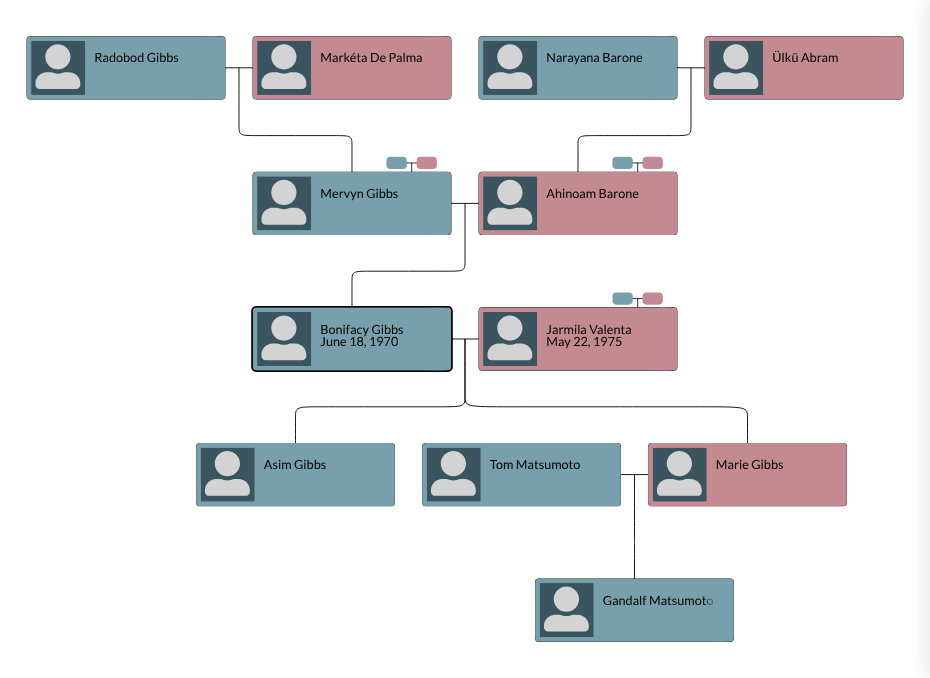 Radobod Gibbs
Markéta De Palma
Narayana Barone
Ülkü Abram
Mervyn Gibbs
Ahinoam Barone
Bonifacy Gibbs
June 18, 1970
Jarmila Valenta
May 22, 1975
Asim Gibbs
Tom Matsumoto
Marie Gibbs
Gandalf Matsumoto